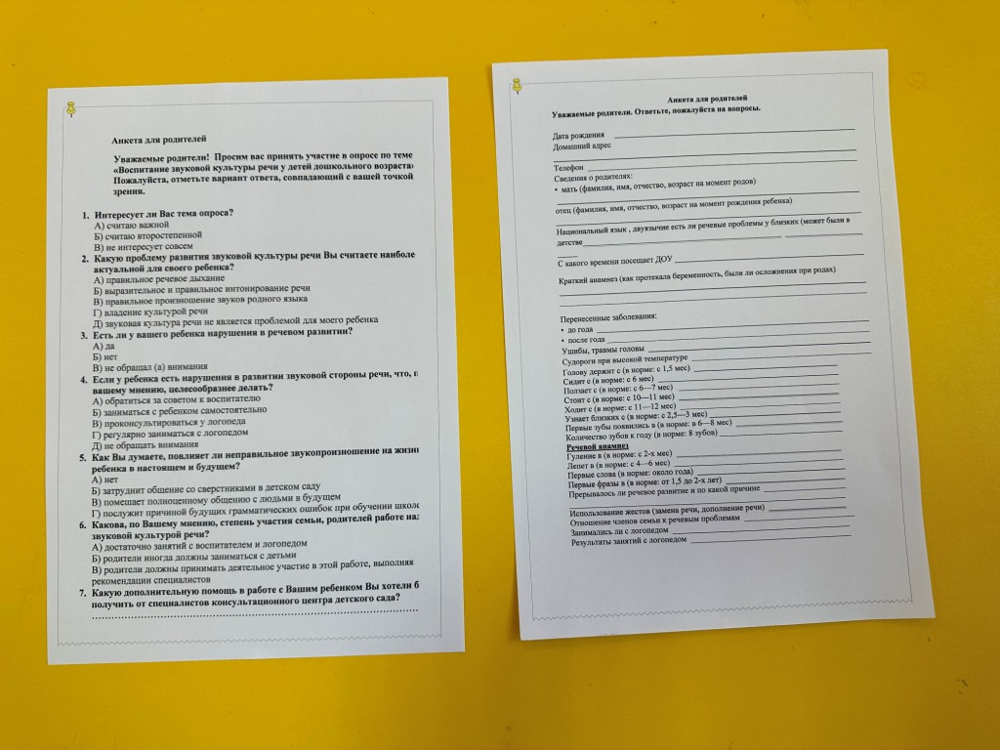 Анкета для родителей
Уважаемые родители! Просим вас принять участие в опросе по теме
«Воспитание звуковой культуры речи у детей дошкольного возраста
Пожалуйста, отметьте вариант ответа, совпадающий с вашей точкой
зрения.
1. Интересует ли Вас тема опроса?
А) считаю важной
Б) считаю второстепенной
В) не интересует совсем
2. Какую проблему развития звуковой культуры речи Вы считаете наиболе
актуальной для своего ребенка?
А) правильное речевое дыхание
Б) выразительное и правильное интонирование речи
В) правильное произношение звуков родного языка
Г) владение культурой речи
Д) звуковая культура речи не является проблемой для моего ребенка
3. Есть ли у вашего ребенка нарушения в речевом развитии?
А) да
Б) нет
В) не обращал (а) внимания
4. Если у ребенка есть нарушения в развитии звуковой стороны речи, что,
вашему мнению, целесообразнее делать?
А) обратиться за советом к воспитателю
Б) заниматься с ребенком самостоятельно
В) проконсультироваться у логопеда
Г) регулярно заниматься с логопедом
Д) не обращать внимания
5. Как Вы думаете, повлияет ли неправильное звукопроизношение на жизн
ребенка в настоящем и будущем?
А) нет
Б) затруднит общение со сверстниками в детском саду
В) помешает полноценному общению с людьми в будущем
Г) послужит причиной будущих грамматических ошибок при обучении школ
6. Какова, по Вашему мнению, степень участия семьи, родителей работе на
звуковой культурой речи?
А) достаточно занятий с воспитателем и логопедом
Б) родители иногда должны заниматься с детьми
В) родители должны принимать деятельное участие в этой работе, выполняя
рекомендации специалистов
7. Какую дополнительную помощь в работе с Вашим ребенком Вы хотели б
получить от специалистов консультационного центра детского сада?
Анкета для родителей
Уважаемые родители. Ответьте, пожалуйста на вопросы.
Дата рождения
Домашний адрес
Телефон
Сведения о родителях:
• мать (фамилия, имя, отчество, возраст на момент родов)
отец (фамилия, имя, отчество, возраст на момент рождения ребенка)
Национальный язык , двуязычие есть ли речевые проблемы у близких (может были в
детстве
С какого времени посещает ДОУ
Краткий анамнез (как протекала беременность, были ли осложнения при родах)
Перенесенные заболевания:
• до года
• после года
Ушибы, травмы головы
Судороги при высокой температуре
Голову держит с (в норме: с 1,5 мес)
Сидит с (в норме: с 6 мес)
Ползает с (в норме: с 6—7 мес)
Стоит с (в норме: с 10—11 мес)
Ходит с (в норме: с 11—12 мес)
Узнает близких с (в норме: с 2,5—3 мес)
Первые зубы появились в (в норме: в 6—8 мес)
Количество зубов к году (в норме: 8 зубов)
Речевой анамнез
Гуление в (в норме: с 2-х мес)
Лепет в (в норме: с 4—6 мес)
Первые слова (в норме: около года)
Первые фразы в (в норме: от 1,5 до 2-х лет)
Прерывалось ли речевое развитие и по какой причине
Использование жестов (замена речи, дополнение речи)
Отношение членов семьи к речевым проблемам
Занимались ли с логопедом
Результаты занятий с логопедом